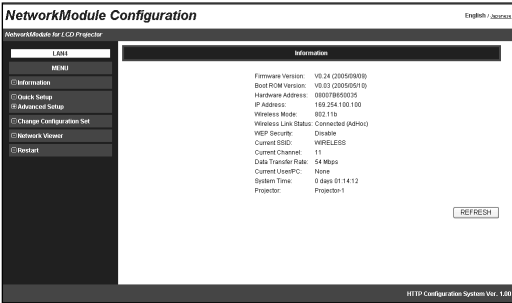 NetworkModule Configuration
English / Japanese
NetworkModule for LCD Projector
LAN4
MENU
Information
Quick Setup
Advanced Setup
Change Configuration Set
Network Viewer
Restart
Information
Firmware Version: V0.24 (2005/09/09)
Boot ROM Version: V0.03 (2005/05/10)
Hardware Address: 08007B650035
IP Address: 169.254.100.100
Wireless Mode: 802.11b
Wireless Link Status: Connected (AdHoc)
WEP Security: Disable
Current SSID: WIRELESS
Current Channel: 11
Data Transfer Rate: 54 Mbps
Current User/PC: None
System Time: 0 days 01:14:12
Projector: Projector-1
REFRESH
HTTP Configuration System Ver. 1.00